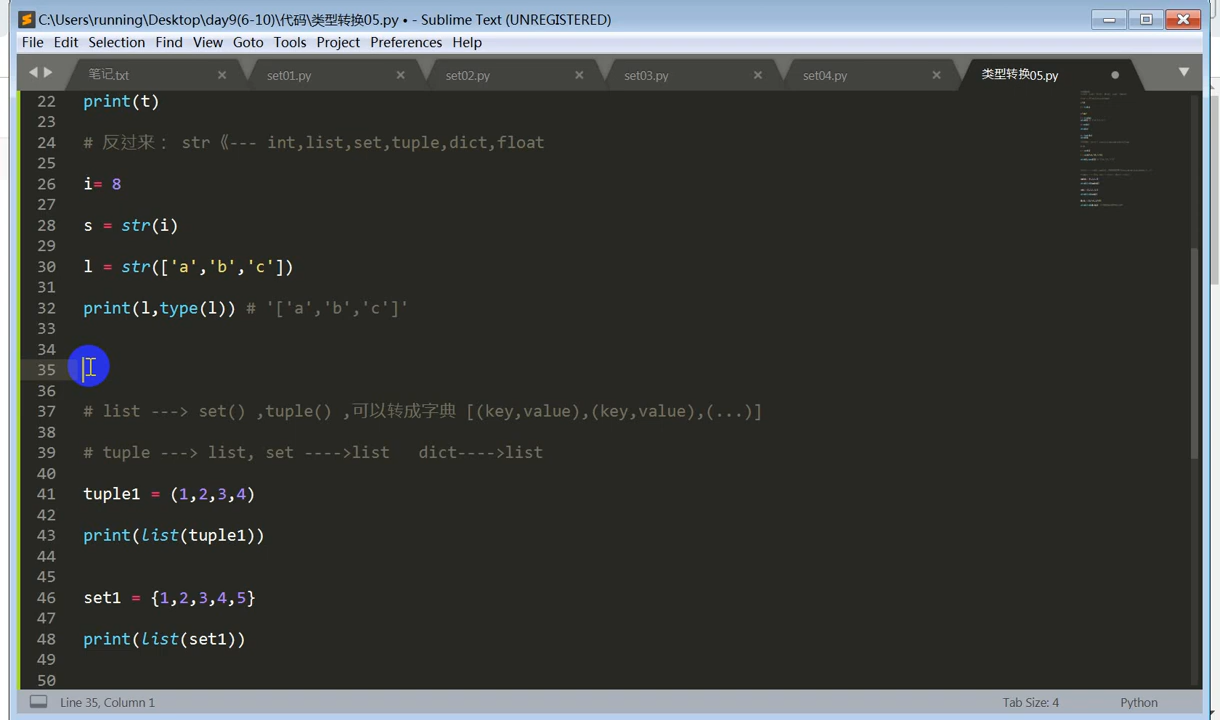 C:\Users\running\Desktop\day9(6-10)\代码\类型转换05.py • - Sublime Text (UNREGISTERED)
File Edit Selection Find View Goto Tools Project Preferences Help
笔记.txt × set01.py × set02.py × set03.py × set04.py × 类型转换05.py
22 print(t)
23
24 # 反过来： str 《--- int,list,set,tuple,dict,float
25
26 i= 8
27
28 s = str(i)
29
30 l = str(['a','b','c'])
31
32 print(l,type(l)) # '['a','b','c']'
33
34
35
36
37 # list ---> set() ,tuple() ,可以转成字典 [(key,value),(key,value),(...)]
38
39 # tuple ---> list, set ---->list   dict---->list
40
41 tuple1 = (1,2,3,4)
42
43 print(list(tuple1))
44
45
46 set1 = {1,2,3,4,5}
47
48 print(list(set1))
49
50
Line 35, Column 1 Tab Size: 4 Python